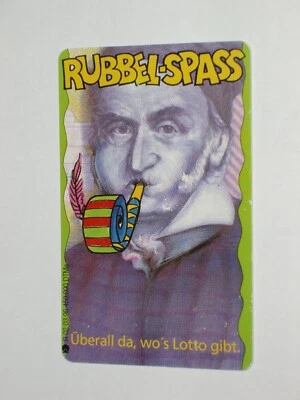 RUBBEL-SPASS
Überall da, wo's Lotto gibt.